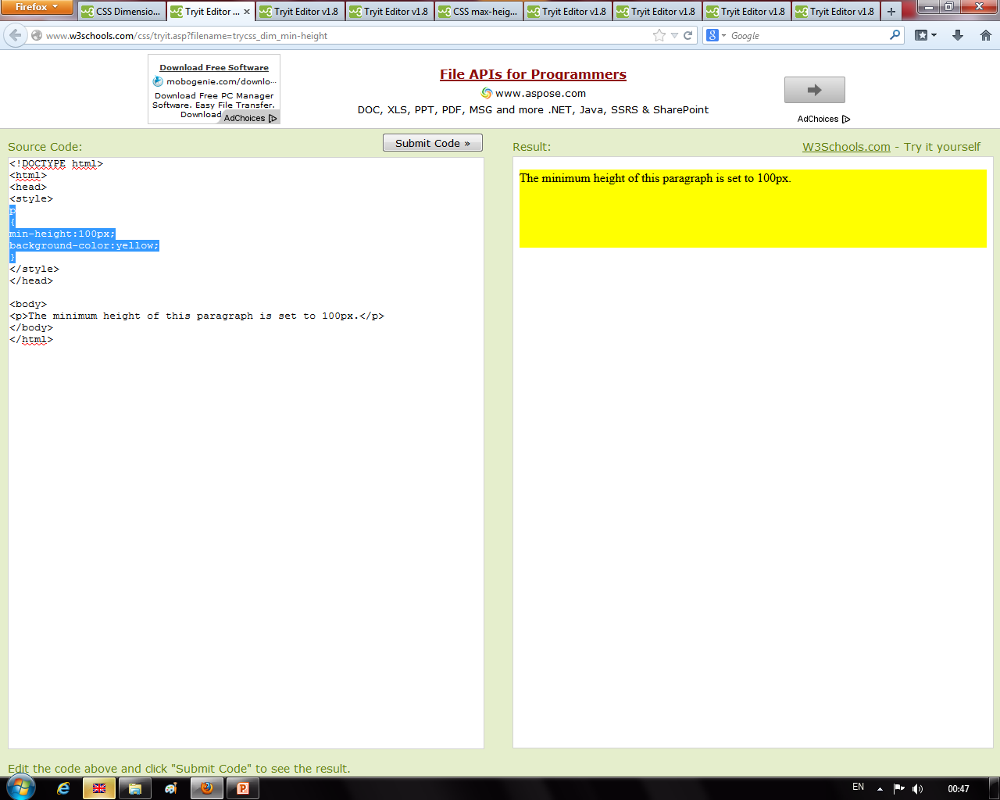 Firefox
CSS Dimensio...
Tryit Editor ...
Tryit Editor v1.8
Tryit Editor v1.8
CSS max-heig...
Tryit Editor v1.8
Tryit Editor v1.8
Tryit Editor v1.8
Tryit Editor v1.8
www.w3schools.com/css/tryit.asp?filename=trycss_dim_min-height
Google
Download Free Software
mobogenie.com/downlo...
Download Free PC Manager
Software. Easy File Transfer.
Download
AdChoices
File APIs for Programmers
www.aspose.com
DOC, XLS, PPT, PDF, MSG and more .NET, Java, SSRS & SharePoint
AdChoices
Source Code:
Submit Code »
<!DOCTYPE html>
<html>
<head>
<style>
p
{
min-height:100px;
background-color:yellow;
}
</style>
</head>
<body>
<p>The minimum height of this paragraph is set to 100px.</p>
</body>
</html>
Result:
W3Schools.com - Try it yourself
The minimum height of this paragraph is set to 100px.
Edit the code above and click "Submit Code" to see the result.
EN
00:47